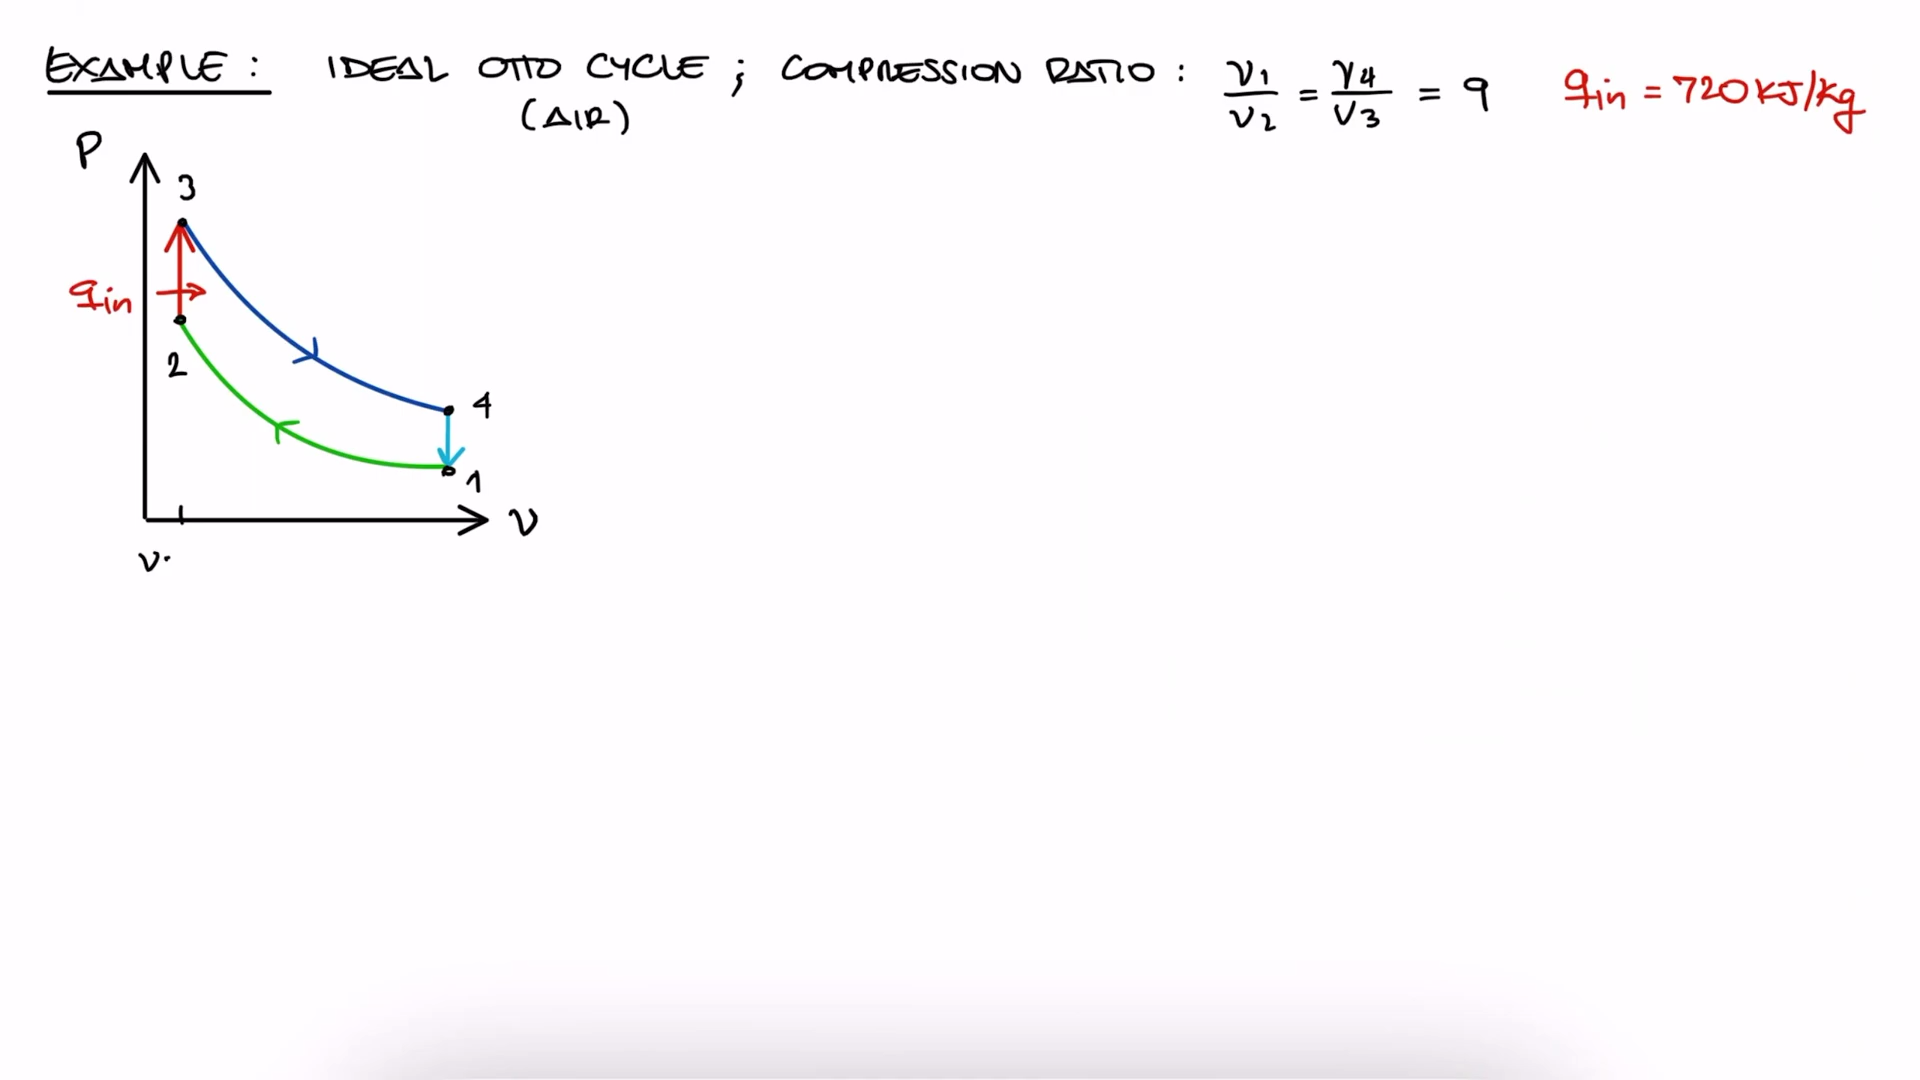 EXAMPLE : IDEAL OTTO CYCLE ; COMPRESSION RATIO : v1/v2 = v4/v3 = 9 qin = 720 kJ/kg
(AIR)
P
3
qin
2
4
1
v
v